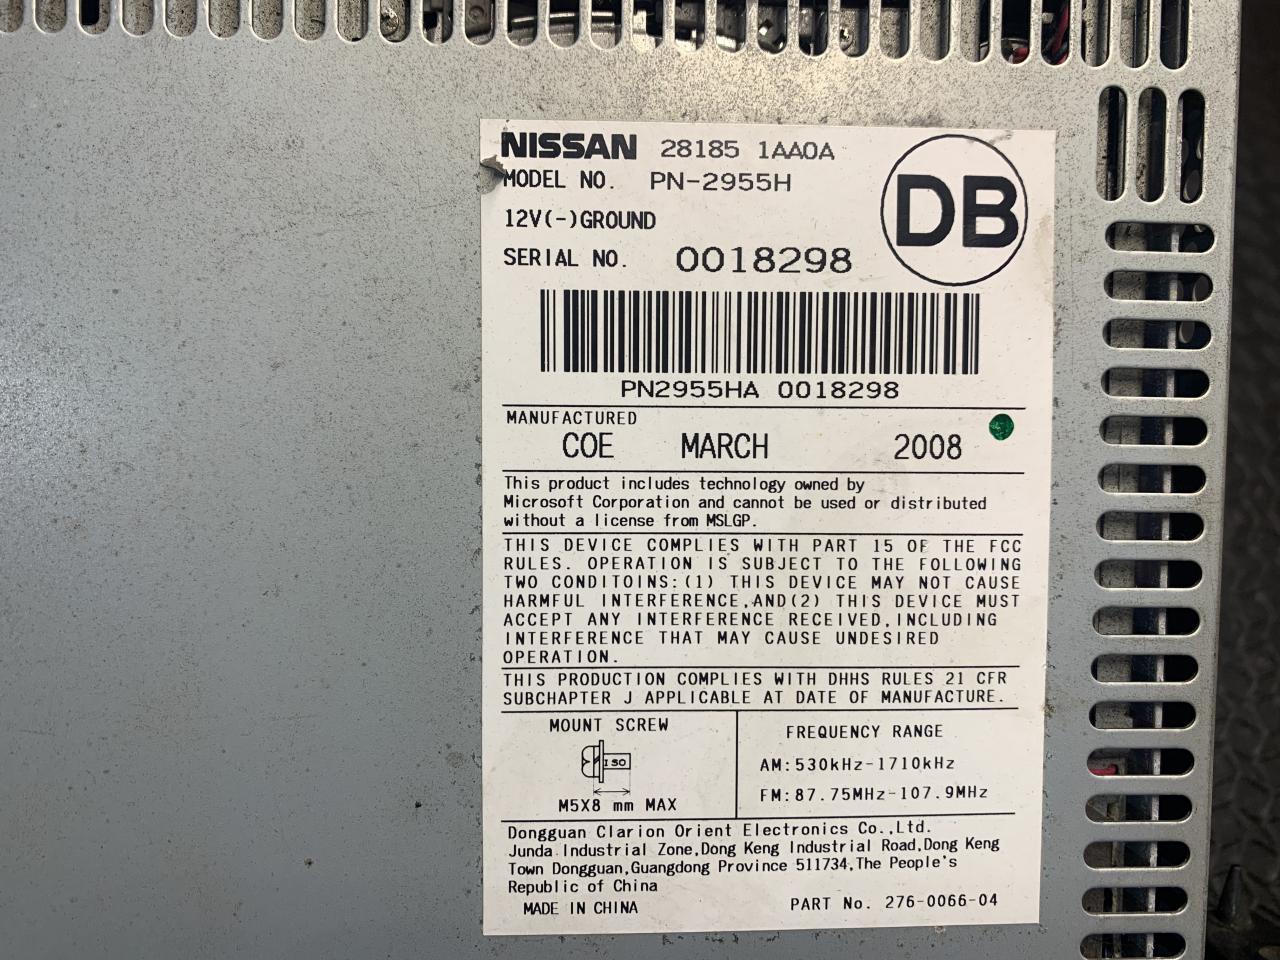 NISSAN 28185 1AA0A
MODEL NO. PN-2955H
DB
12V(-)GROUND
SERIAL NO. 0018298
PN2955HA 0018298
MANUFACTURED
COE MARCH 2008
This product includes technology owned by
Microsoft Corporation and cannot be used or distributed
without a license from MSLGP.
THIS DEVICE COMPLIES WITH PART 15 OF THE FCC
RULES. OPERATION IS SUBJECT TO THE FOLLOWING
TWO CONDITOINS:(1) THIS DEVICE MAY NOT CAUSE
HARMFUL INTERFERENCE,AND(2) THIS DEVICE MUST
ACCEPT ANY INTERFERENCE RECEIVED,INCLUDING
INTERFERENCE THAT MAY CAUSE UNDESIRED
OPERATION.
THIS PRODUCTION COMPLIES WITH DHHS RULES 21 CFR
SUBCHAPTER J APPLICABLE AT DATE OF MANUFACTURE.
MOUNT SCREW
ISO
M5X8 mm MAX
FREQUENCY RANGE
AM:530kHz-1710kHz
FM:87.75MHz-107.9MHz
Dongguan Clarion Orient Electronics Co.,Ltd.
Junda Industrial Zone,Dong Keng Industrial Road,Dong Keng
Town Dongguan,Guangdong Province 511734,The People's
Republic of China
MADE IN CHINA PART No. 276-0066-04